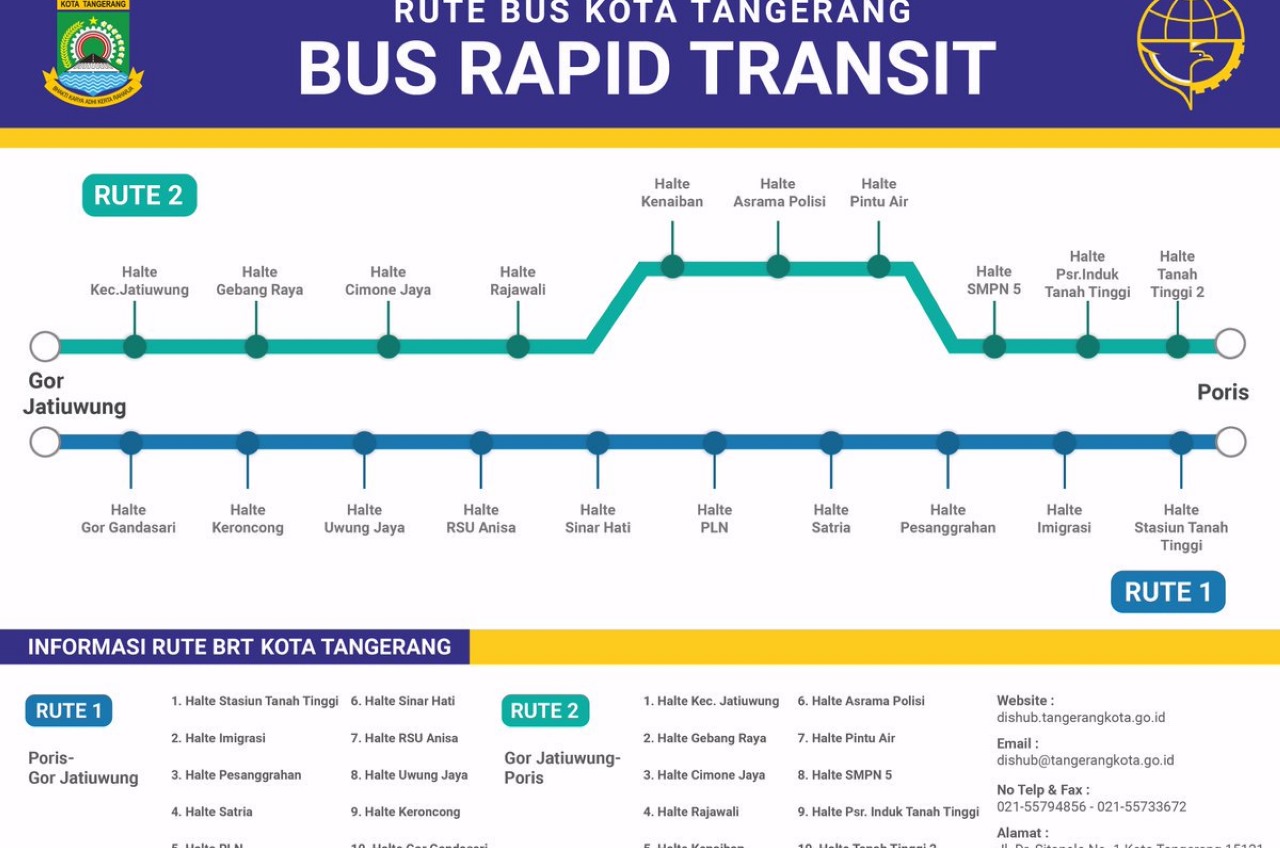 KOTA TANGERANG
BHAKTI KARYA ADHI KERTA RAHARJA
RUTE BUS KOTA TANGERANG
BUS RAPID TRANSIT
RUTE 2
Halte
Kec.Jatiuwung
Halte
Gebang Raya
Halte
Cimone Jaya
Halte
Rajawali
Halte
Kenaiban
Halte
Asrama Polisi
Halte
Pintu Air
Halte
SMPN 5
Halte
Psr.Induk
Tanah Tinggi
Halte
Tanah
Tinggi 2
Gor
Jatiuwung
Poris
Halte
Gor Gandasari
Halte
Keroncong
Halte
Uwung Jaya
Halte
RSU Anisa
Halte
Sinar Hati
Halte
PLN
Halte
Satria
Halte
Pesanggrahan
Halte
Imigrasi
Halte
Stasiun Tanah
Tinggi
RUTE 1
INFORMASI RUTE BRT KOTA TANGERANG
RUTE 1
Poris-
Gor Jatiuwung
1. Halte Stasiun Tanah Tinggi
2. Halte Imigrasi
3. Halte Pesanggrahan
4. Halte Satria
5. Halte PLN
6. Halte Sinar Hati
7. Halte RSU Anisa
8. Halte Uwung Jaya
9. Halte Keroncong
10. Halte Gor Gandasari
RUTE 2
Gor Jatiuwung-
Poris
1. Halte Kec. Jatiuwung
2. Halte Gebang Raya
3. Halte Cimone Jaya
4. Halte Rajawali
5. Halte Kenaiban
6. Halte Asrama Polisi
7. Halte Pintu Air
8. Halte SMPN 5
9. Halte Psr. Induk Tanah Tinggi
10. Halte Tanah Tinggi 2
Website :
dishub.tangerangkota.go.id
Email :
dishub@tangerangkota.go.id
No Telp & Fax :
021-55794856 - 021-55733672
Alamat :
No. 1 Kota Tangerang 15121